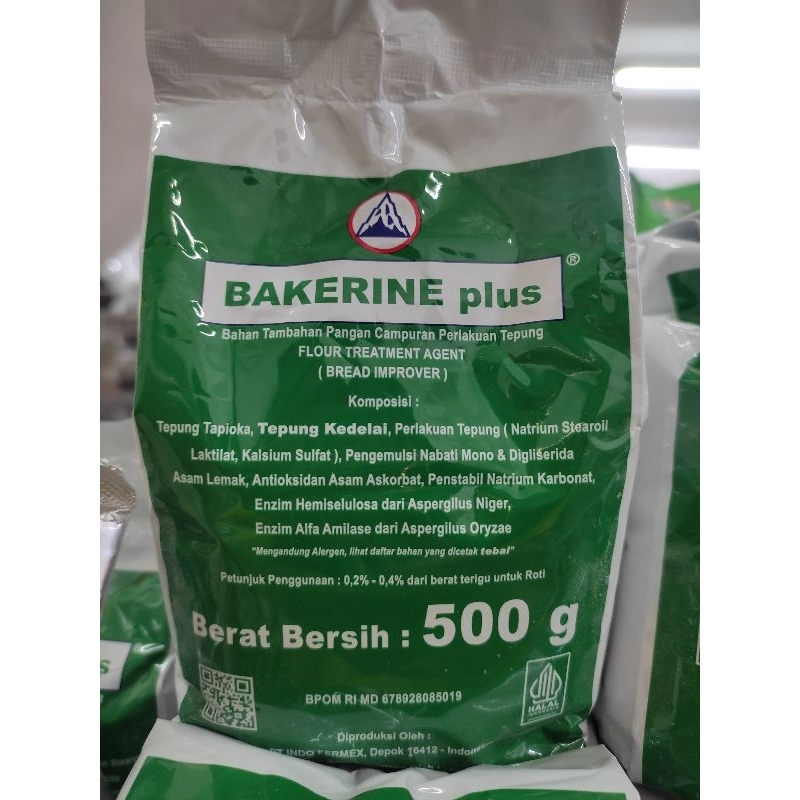 BAKERINE plus ®
Bahan Tambahan Pangan Campuran Perlakuan Tepung
FLOUR TREATMENT AGENT
( BREAD IMPROVER )
Komposisi :
Tepung Tapioka, Tepung Kedelai, Perlakuan Tepung ( Natrium Stearoil
Laktilat, Kalsium Sulfat ), Pengemulsi Nabati Mono & Digliserida
Asam Lemak, Antioksidan Asam Askorbat, Penstabil Natrium Karbonat,
Enzim Hemiselulosa dari Aspergilus Niger,
Enzim Alfa Amilase dari Aspergilus Oryzae
"Mengandung Alergen, lihat daftar bahan yang dicetak tebal"
Petunjuk Penggunaan : 0,2% - 0,4% dari berat terigu untuk Roti
Berat Bersih : 500 g
BPOM RI MD 678928085019
HALAL
INDONESIA
Diproduksi Oleh :
PT INDO FERMEX, Depok 16412 - Indon